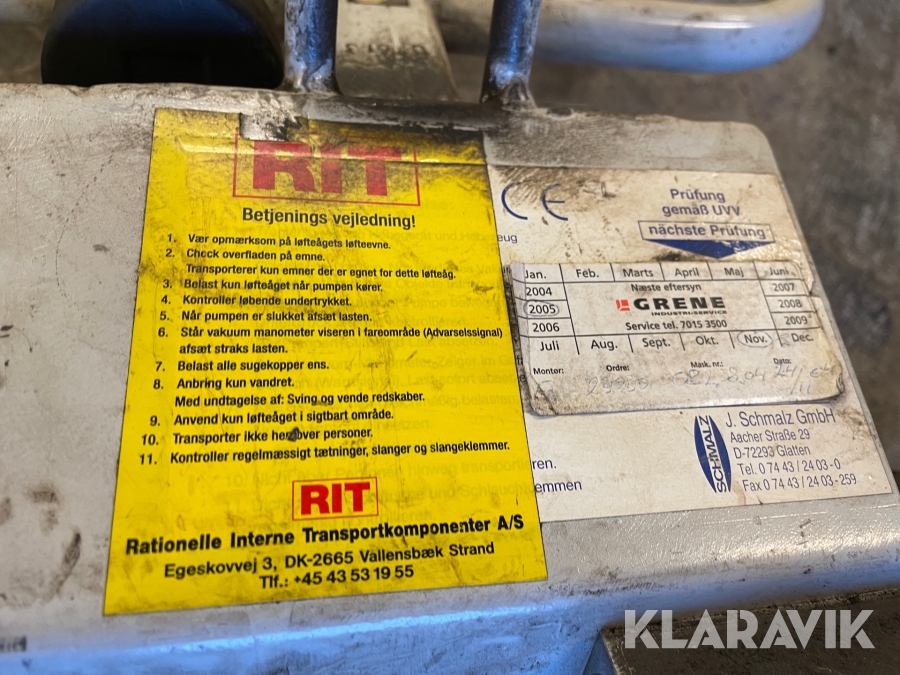 RIT
Betjenings vejledning!
1. Vær opmærksom på løfteågets løfteevne.
2. Check overfladen på emne.
Transporterer kun emner der er egnet for dette løfteåg.
3. Belast kun løfteåget når pumpen kører.
4. Kontroller løbende undertrykket.
5. Når pumpen er slukket afsæt lasten.
6. Står vakuum manometer viseren i fareområde (Advarselssignal)
afsæt straks lasten.
7. Belast alle sugekopper ens.
8. Anbring kun vandret.
Med undtagelse af: Sving og vende redskaber.
9. Anvend kun løfteåget i sigtbart område.
10. Transporter ikke henover personer.
11. Kontroller regelmæssigt tætninger, slanger og slangeklemmer.
RIT
Rationelle Interne Transportkomponenter A/S
Egeskovvej 3, DK-2665 Vallensbæk Strand
Tlf.: +45 43 53 19 55
CE
eug
Prüfung
gemäß UVV
nächste Prüfung
Jan. Feb. Marts April Maj Juni
2004 Næste eftersyn 2007
2005 GRENE 2008
INDUSTRI-SERVICE
2006 Service tel. 7015 3500 2009
Juli Aug. Sept. Okt. Nov. Dec.
Montør: Ordre: Mask. nr.: Dato:
ren.
emmen
SCHMALZ
J. Schmalz GmbH
Aacher Straße 29
D-72293 Glatten
Tel. 0 74 43 / 24 03 - 0
Fax 0 74 43 / 24 03 - 259
KLARAVIK